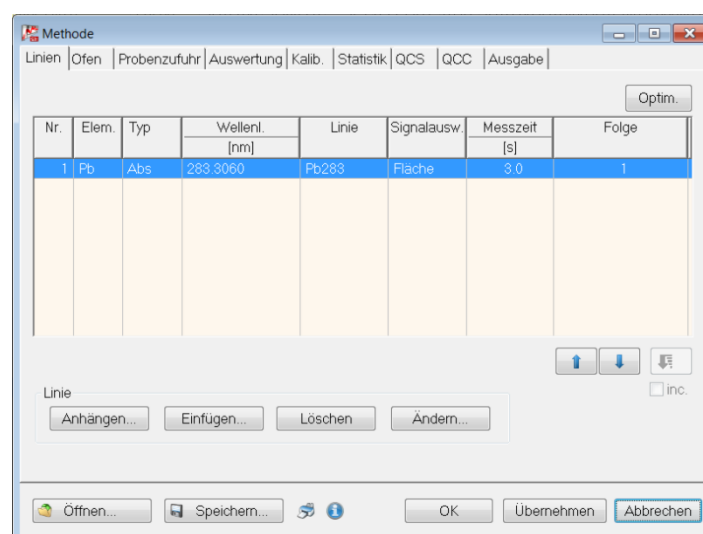 Methode
Linien Ofen Probenzufuhr Auswertung Kalib. Statistik QCS QCC Ausgabe
Optim.
Nr. Elem. Typ Wellenl. Linie Signalausw. Messzeit Folge
[nm] [s]
1 Pb Abs 283.3060 Pb283 Fläche 3.0 1
inc.
Linie
Anhängen... Einfügen... Löschen Ändern...
Öffnen... Speichern... OK Übernehmen Abbrechen